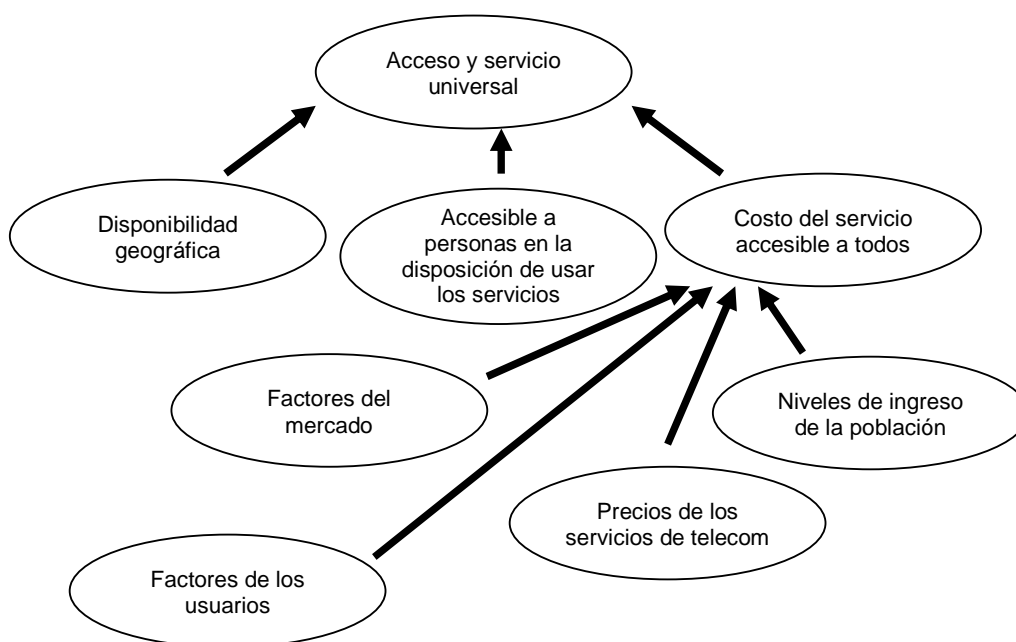 Acceso y servicio
universal
Disponibilidad
geográfica
Accesible a
personas en la
disposición de usar
los servicios
Costo del servicio
accesible a todos
Factores del
mercado
Niveles de ingreso
de la población
Precios de los
servicios de telecom
Factores de los
usuarios